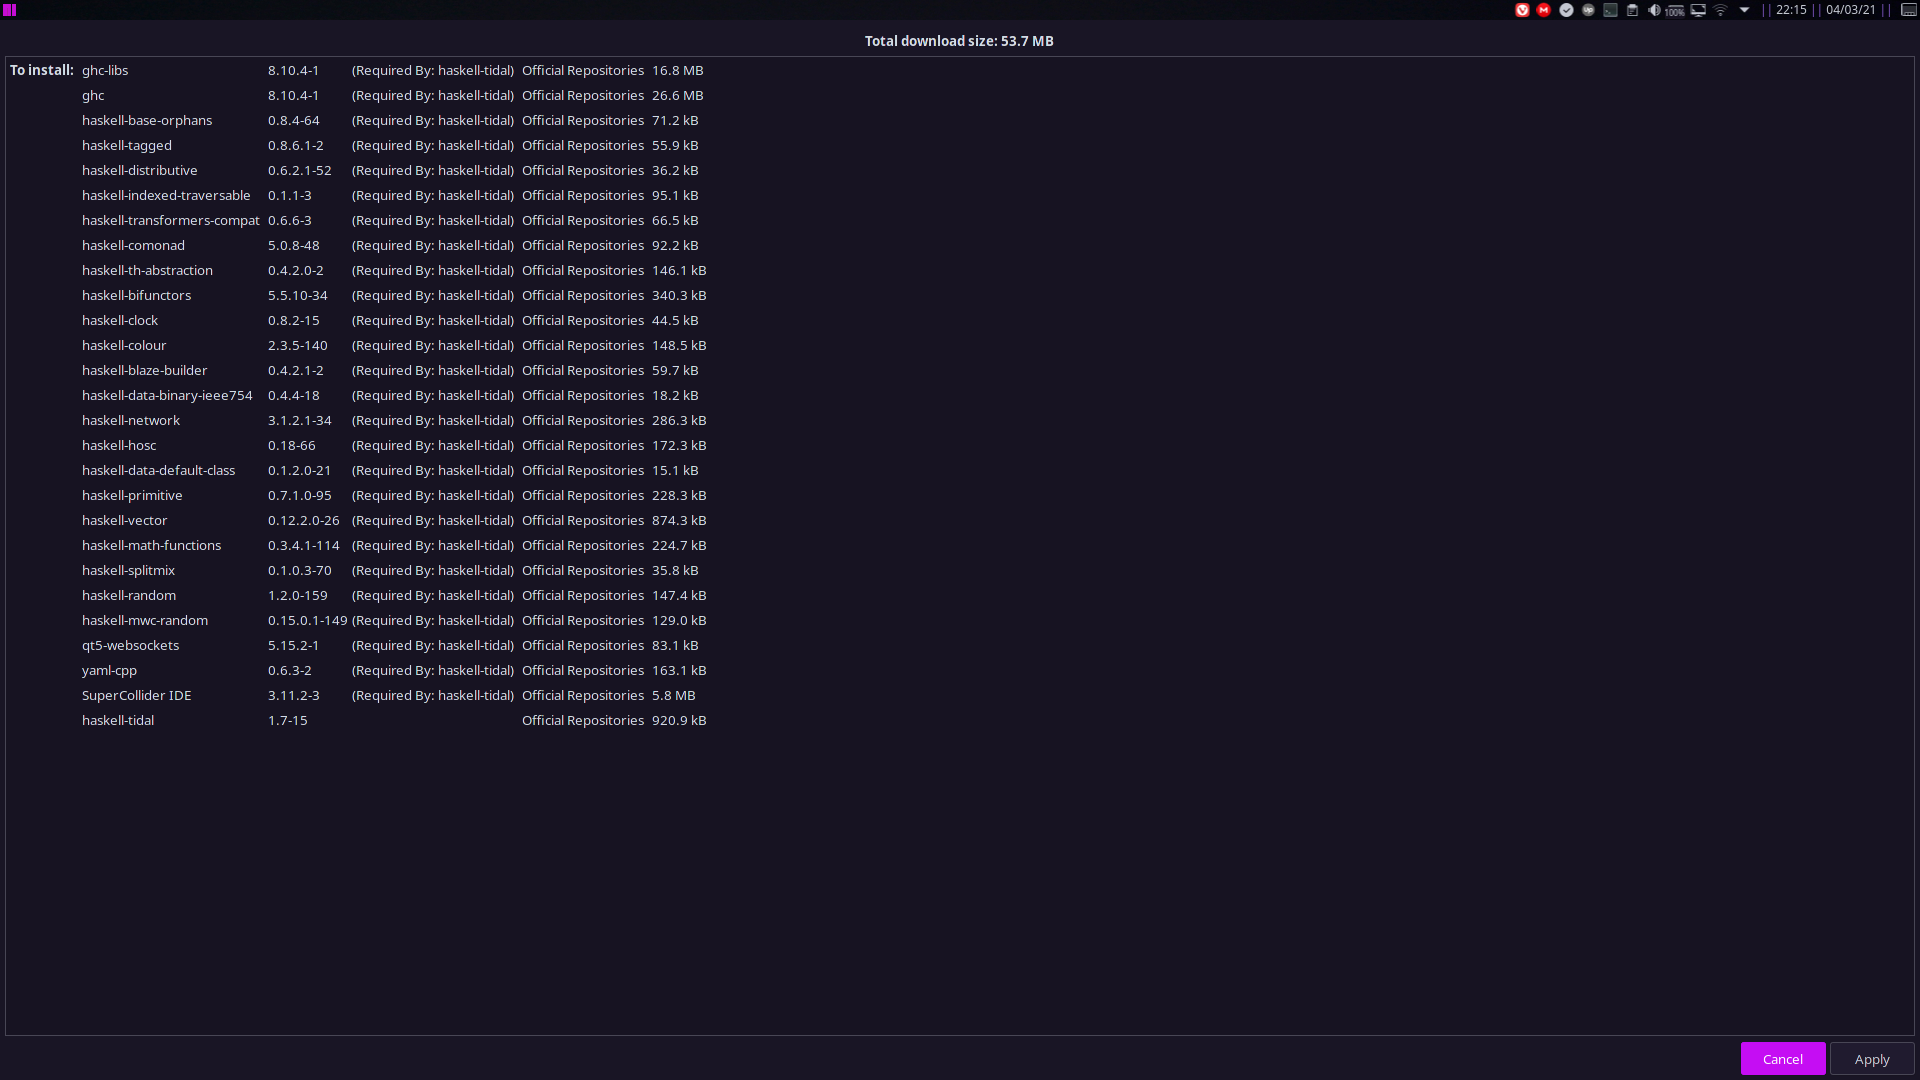 100% || 22:15 || 04/03/21 ||
Total download size: 53.7 MB
To install: ghc-libs 8.10.4-1 (Required By: haskell-tidal) Official Repositories 16.8 MB
ghc 8.10.4-1 (Required By: haskell-tidal) Official Repositories 26.6 MB
haskell-base-orphans 0.8.4-64 (Required By: haskell-tidal) Official Repositories 71.2 kB
haskell-tagged 0.8.6.1-2 (Required By: haskell-tidal) Official Repositories 55.9 kB
haskell-distributive 0.6.2.1-52 (Required By: haskell-tidal) Official Repositories 36.2 kB
haskell-indexed-traversable 0.1.1-3 (Required By: haskell-tidal) Official Repositories 95.1 kB
haskell-transformers-compat 0.6.6-3 (Required By: haskell-tidal) Official Repositories 66.5 kB
haskell-comonad 5.0.8-48 (Required By: haskell-tidal) Official Repositories 92.2 kB
haskell-th-abstraction 0.4.2.0-2 (Required By: haskell-tidal) Official Repositories 146.1 kB
haskell-bifunctors 5.5.10-34 (Required By: haskell-tidal) Official Repositories 340.3 kB
haskell-clock 0.8.2-15 (Required By: haskell-tidal) Official Repositories 44.5 kB
haskell-colour 2.3.5-140 (Required By: haskell-tidal) Official Repositories 148.5 kB
haskell-blaze-builder 0.4.2.1-2 (Required By: haskell-tidal) Official Repositories 59.7 kB
haskell-data-binary-ieee754 0.4.4-18 (Required By: haskell-tidal) Official Repositories 18.2 kB
haskell-network 3.1.2.1-34 (Required By: haskell-tidal) Official Repositories 286.3 kB
haskell-hosc 0.18-66 (Required By: haskell-tidal) Official Repositories 172.3 kB
haskell-data-default-class 0.1.2.0-21 (Required By: haskell-tidal) Official Repositories 15.1 kB
haskell-primitive 0.7.1.0-95 (Required By: haskell-tidal) Official Repositories 228.3 kB
haskell-vector 0.12.2.0-26 (Required By: haskell-tidal) Official Repositories 874.3 kB
haskell-math-functions 0.3.4.1-114 (Required By: haskell-tidal) Official Repositories 224.7 kB
haskell-splitmix 0.1.0.3-70 (Required By: haskell-tidal) Official Repositories 35.8 kB
haskell-random 1.2.0-159 (Required By: haskell-tidal) Official Repositories 147.4 kB
haskell-mwc-random 0.15.0.1-149 (Required By: haskell-tidal) Official Repositories 129.0 kB
qt5-websockets 5.15.2-1 (Required By: haskell-tidal) Official Repositories 83.1 kB
yaml-cpp 0.6.3-2 (Required By: haskell-tidal) Official Repositories 163.1 kB
SuperCollider IDE 3.11.2-3 (Required By: haskell-tidal) Official Repositories 5.8 MB
haskell-tidal 1.7-15 Official Repositories 920.9 kB
Cancel Apply